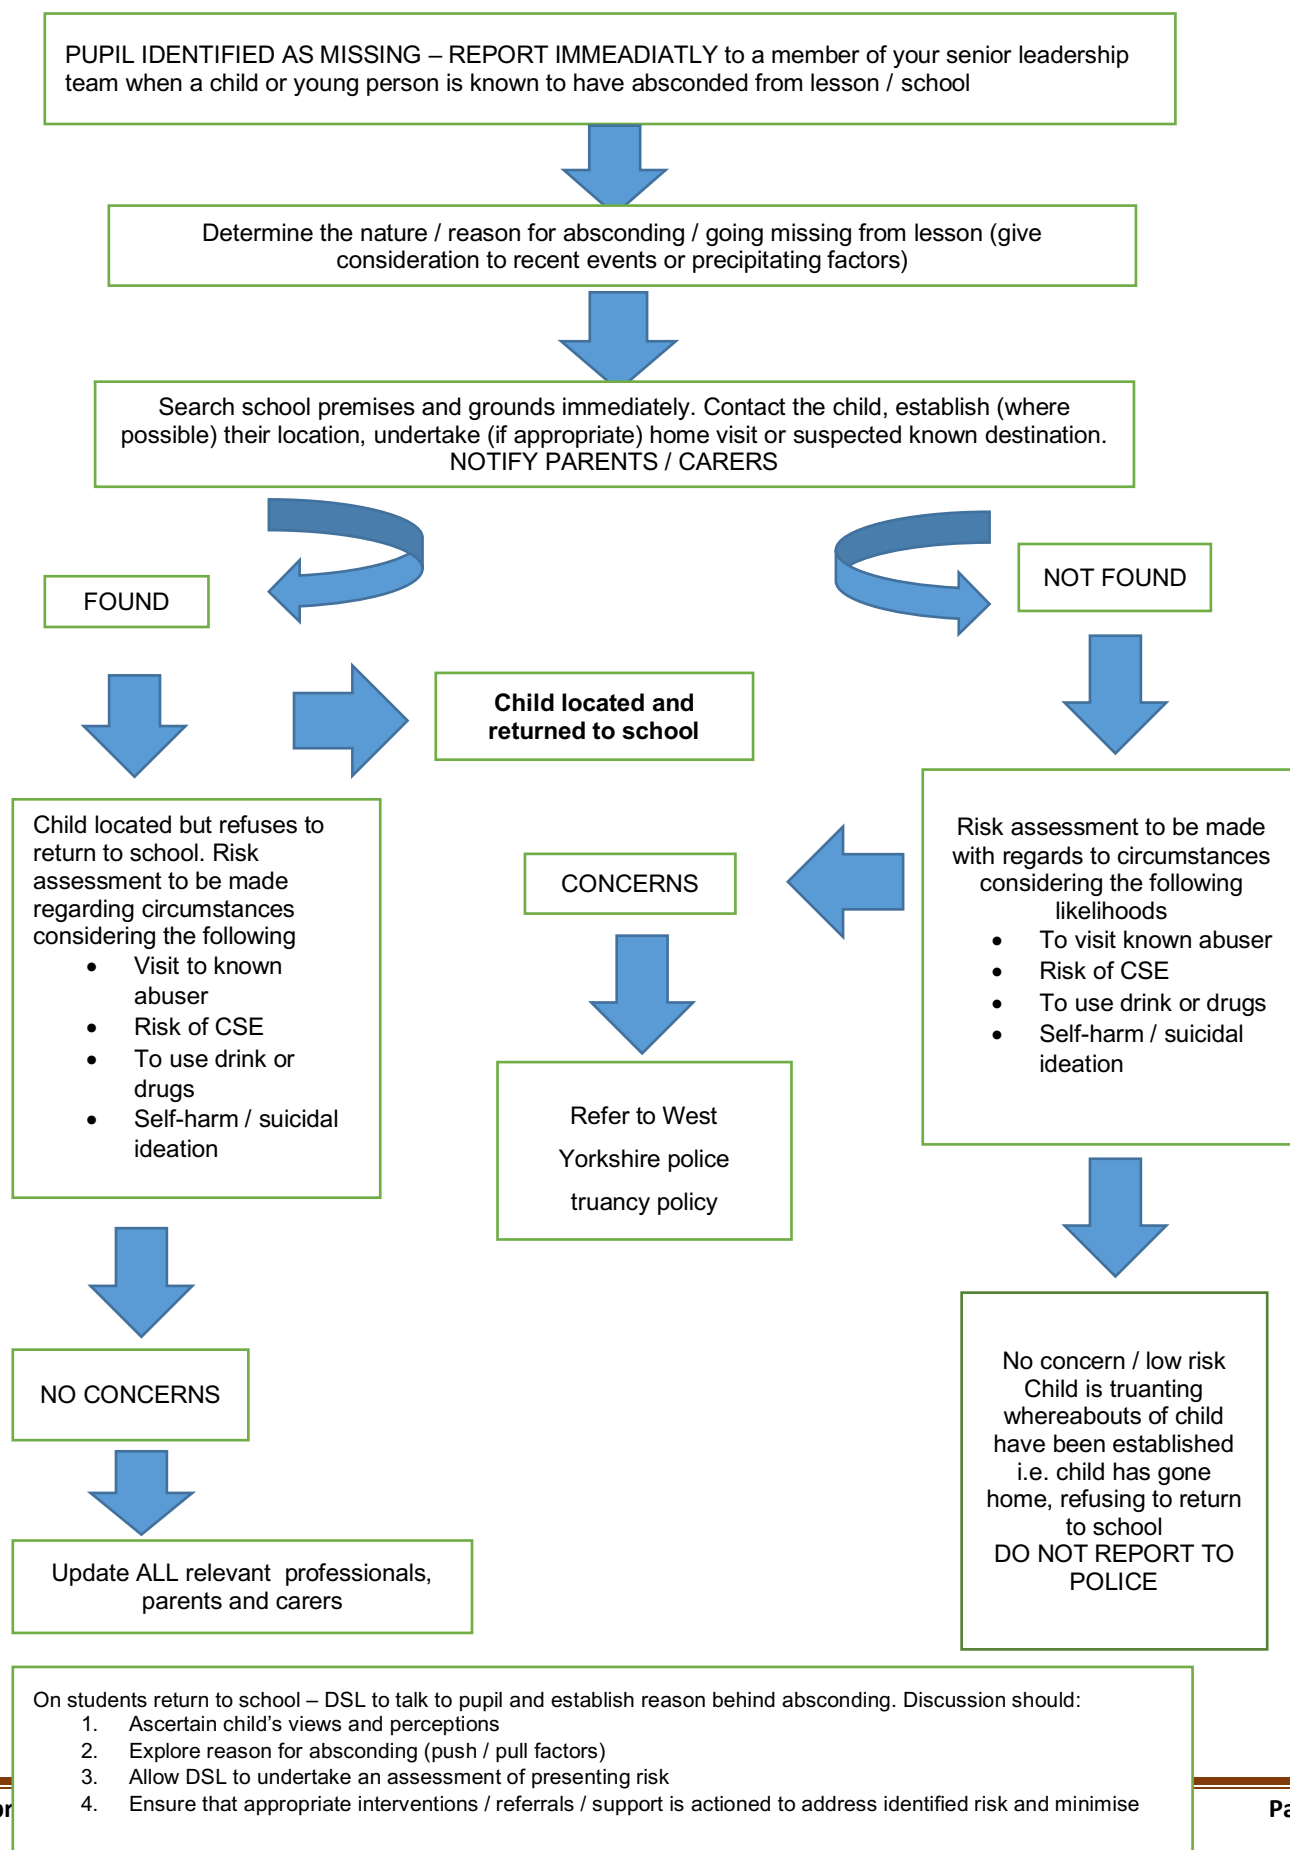 PUPIL IDENTIFIED AS MISSING – REPORT IMMEADIATLY to a member of your senior leadership
team when a child or young person is known to have absconded from lesson / school
Determine the nature / reason for absconding / going missing from lesson (give
consideration to recent events or precipitating factors)
Search school premises and grounds immediately. Contact the child, establish (where
possible) their location, undertake (if appropriate) home visit or suspected known destination.
NOTIFY PARENTS / CARERS
FOUND
NOT FOUND
Child located and
returned to school
Child located but refuses to
return to school. Risk
assessment to be made
regarding circumstances
considering the following
• Visit to known
abuser
• Risk of CSE
• To use drink or
drugs
• Self-harm / suicidal
ideation
CONCERNS
Risk assessment to be made
with regards to circumstances
considering the following
likelihoods
• To visit known abuser
• Risk of CSE
• To use drink or drugs
• Self-harm / suicidal
ideation
Refer to West
Yorkshire police
truancy policy
NO CONCERNS
No concern / low risk
Child is truanting
whereabouts of child
have been established
i.e. child has gone
home, refusing to return
to school
DO NOT REPORT TO
POLICE
Update ALL relevant professionals,
parents and carers
On students return to school – DSL to talk to pupil and establish reason behind absconding. Discussion should:
1. Ascertain child's views and perceptions
2. Explore reason for absconding (push / pull factors)
3. Allow DSL to undertake an assessment of presenting risk
4. Ensure that appropriate interventions / referrals / support is actioned to address identified risk and minimise